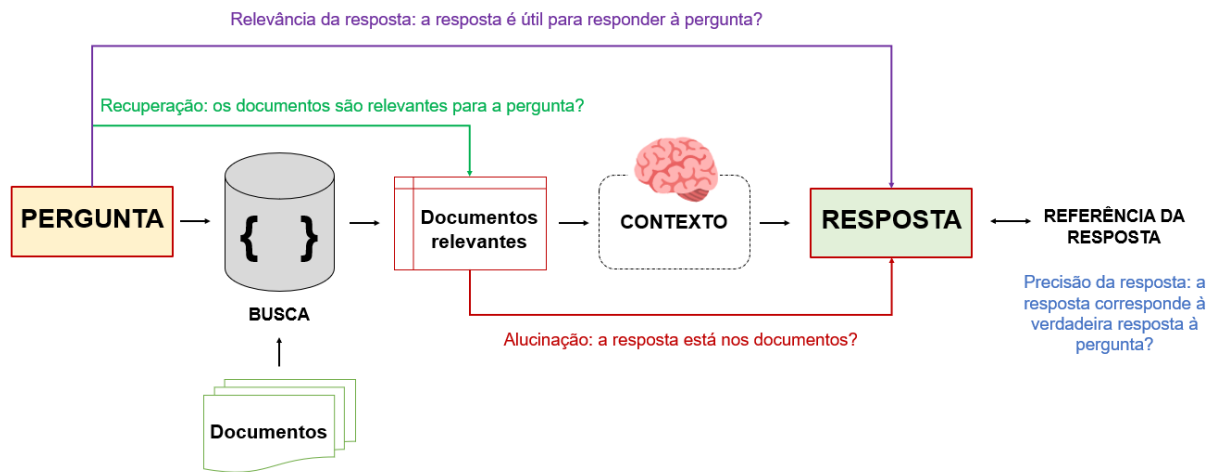 Relevância da resposta: a resposta é útil para responder à pergunta?
Recuperação: os documentos são relevantes para a pergunta?
PERGUNTA
{ }
BUSCA
Documentos
Documentos
relevantes
CONTEXTO
RESPOSTA
REFERÊNCIA DA
RESPOSTA
Precisão da resposta: a
resposta corresponde à
verdadeira resposta à
pergunta?
Alucinação: a resposta está nos documentos?